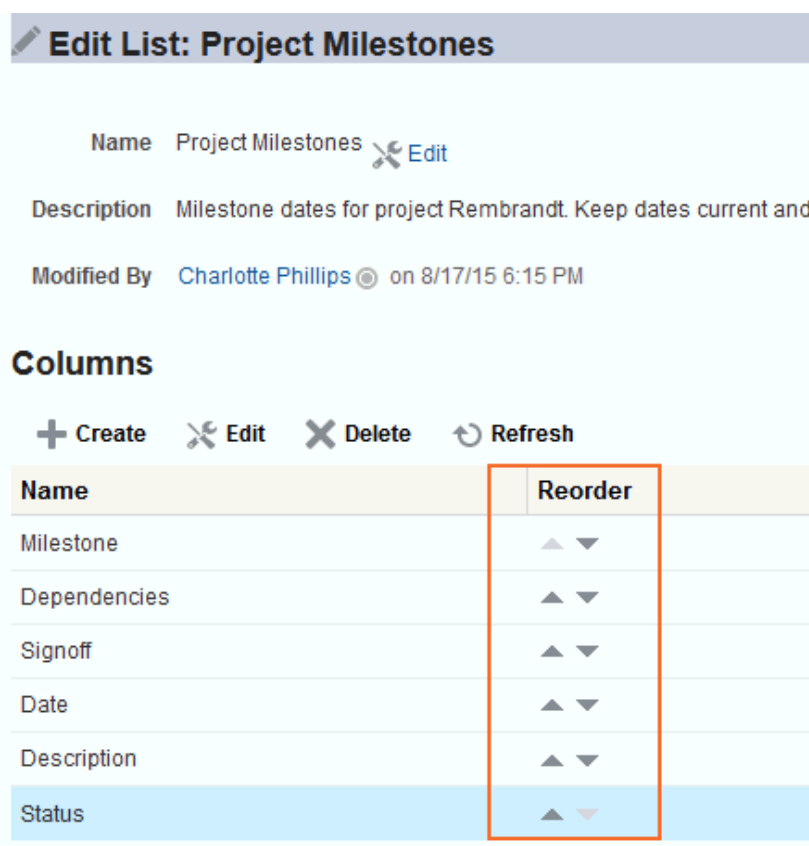 Edit List: Project Milestones
Name Project Milestones Edit
Description Milestone dates for project Rembrandt. Keep dates current and
Modified By Charlotte Phillips on 8/17/15 6:15 PM
Columns
Create Edit Delete Refresh
Name Reorder
Milestone
Dependencies
Signoff
Date
Description
Status